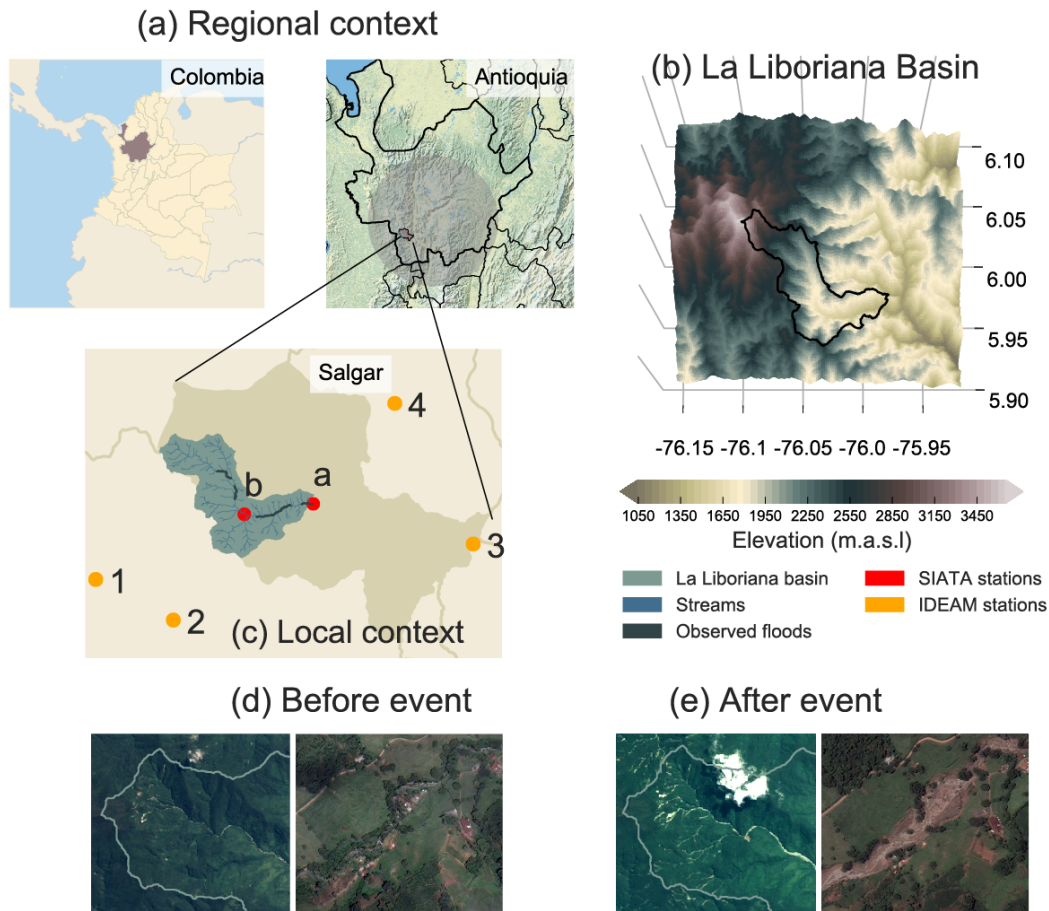 (a) Regional context
Colombia
Antioquia
(b) La Liboriana Basin
6.10
6.05
6.00
5.95
5.90
-76.15 -76.1 -76.05 -76.0 -75.95
1050 1350 1650 1950 2250 2550 2850 3150 3450
Elevation (m.a.s.l)
La Liboriana basin
Streams
Observed floods
SIATA stations
IDEAM stations
Salgar
4
a
b
3
1
2
(c) Local context
(d) Before event
(e) After event